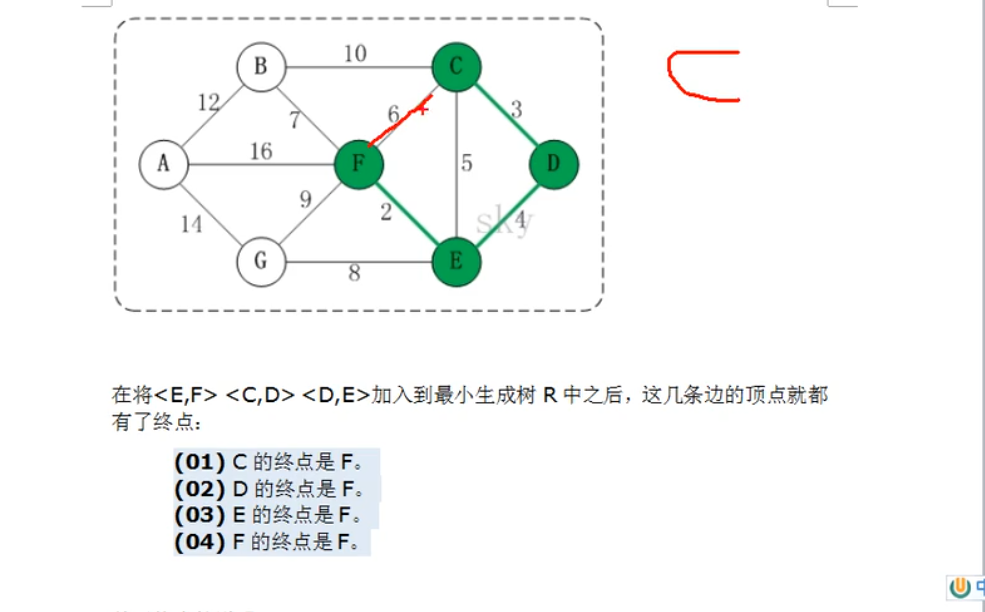 10
B
C
12
7
6
3
A
16
F
5
D
9
2
sky
4
14
G
8
E
在将<E,F> <C,D> <D,E>加入到最小生成树 R 中之后，这几条边的顶点就都
有了终点：
(01) C 的终点是 F。
(02) D 的终点是 F。
(03) E 的终点是 F。
(04) F 的终点是 F。